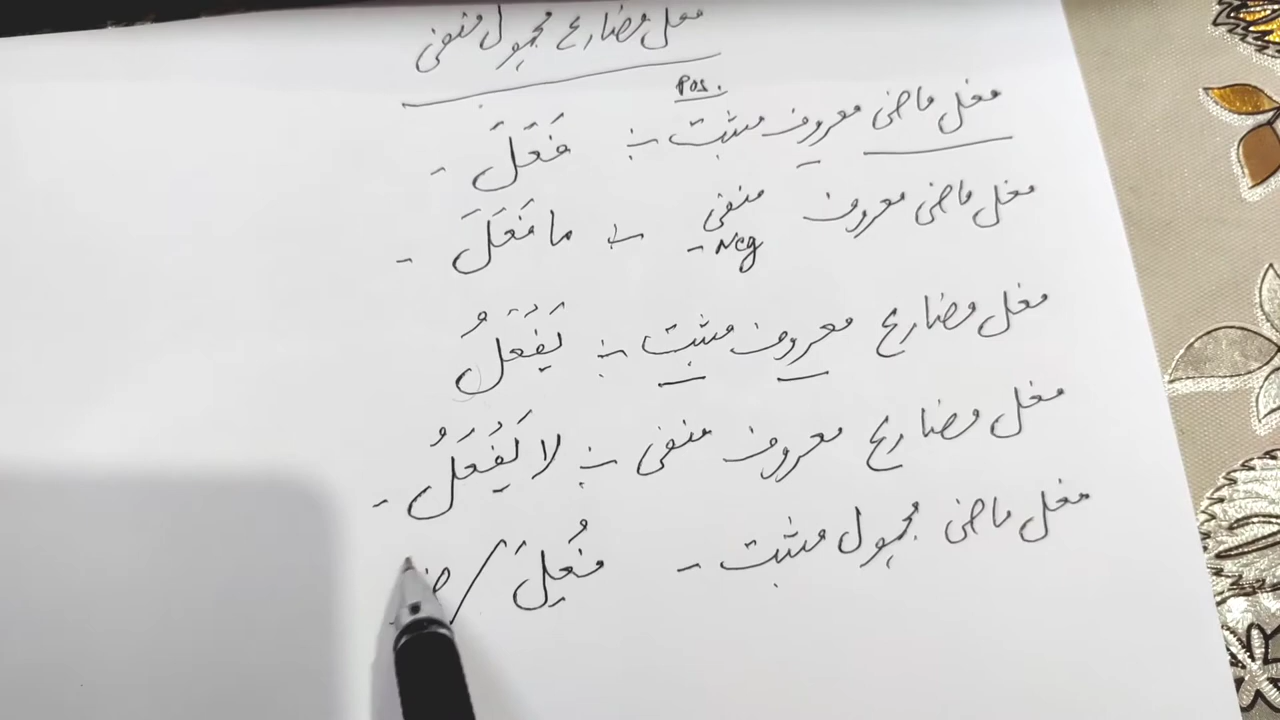 فعل مضارع مجہول منفی
فعل ماضی معروف مثبت Pos. :- فَعَلَ -
فعل ماضی معروف منفی Neg - :- مَا فَعَلَ -
فعل مضارع معروف مثبت :- یَفْعَلُ
فعل مضارع معروف منفی :- لا یَفْعَلُ -
فعل ماضی مجہول مثبت - فُعِلَ /